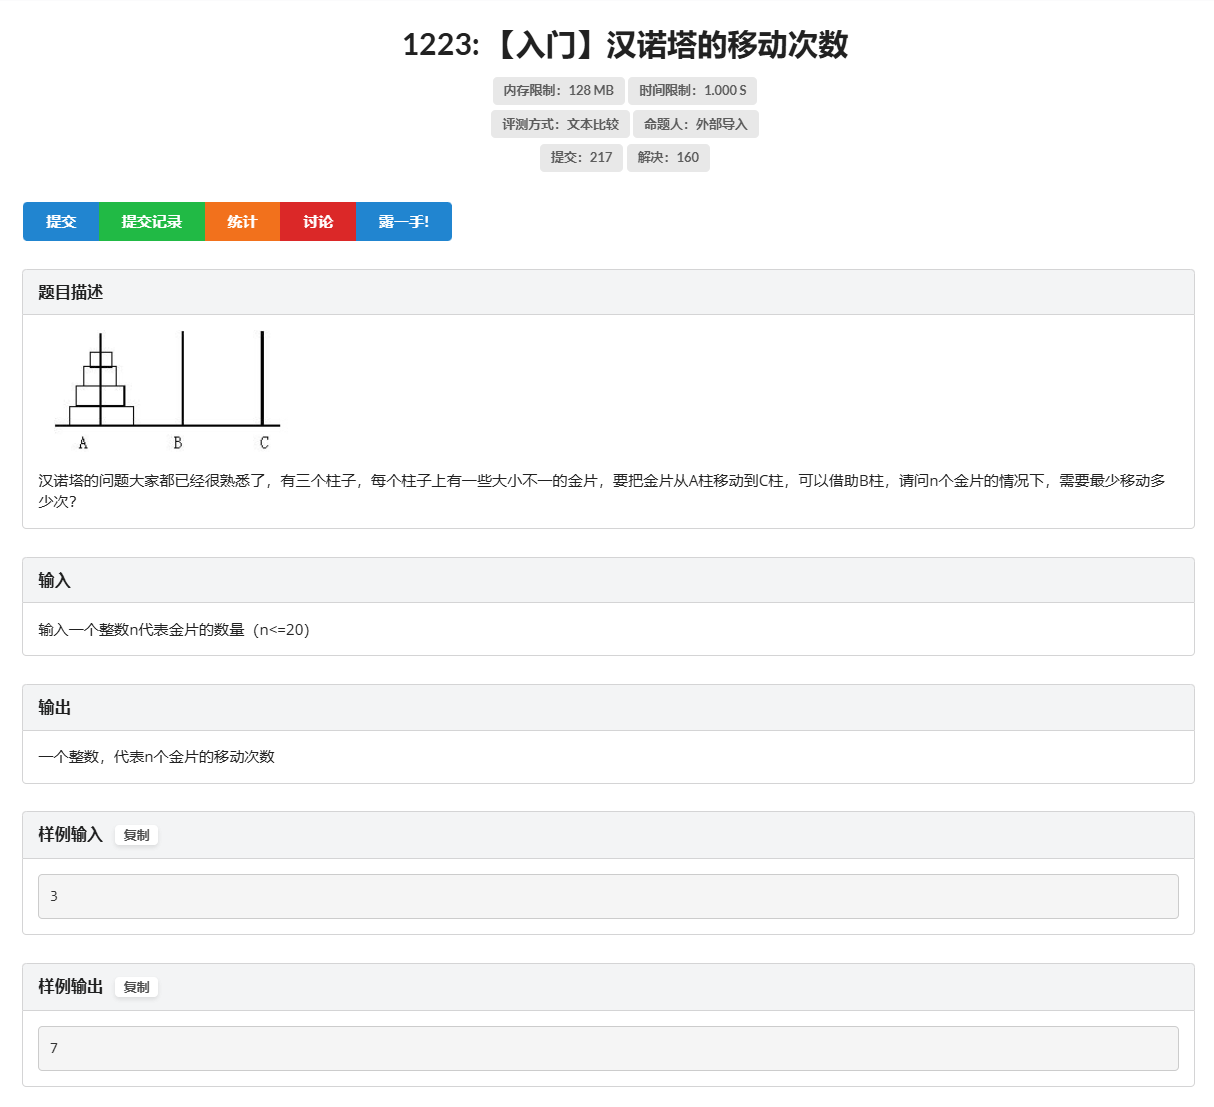 1223: 【入门】汉诺塔的移动次数
内存限制：128 MB 时间限制：1.000 S
评测方式：文本比较 命题人：外部导入
提交：217 解决：160
提交 提交记录 统计 讨论 露一手!
题目描述
A B C
汉诺塔的问题大家都已经很熟悉了，有三个柱子，每个柱子上有一些大小不一的金片，要把金片从A柱移动到C柱，可以借助B柱，请问n个金片的情况下，需要最少移动多
少次?
输入
输入一个整数n代表金片的数量（n<=20）
输出
一个整数，代表n个金片的移动次数
样例输入 复制
3
样例输出 复制
7